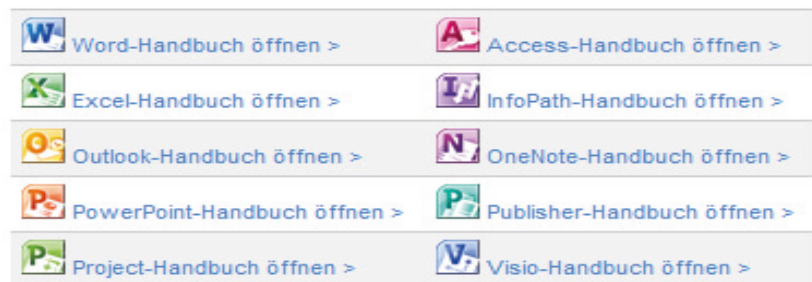 Word-Handbuch öffnen >
Access-Handbuch öffnen >
Excel-Handbuch öffnen >
InfoPath-Handbuch öffnen >
Outlook-Handbuch öffnen >
OneNote-Handbuch öffnen >
PowerPoint-Handbuch öffnen >
Publisher-Handbuch öffnen >
Project-Handbuch öffnen >
Visio-Handbuch öffnen >